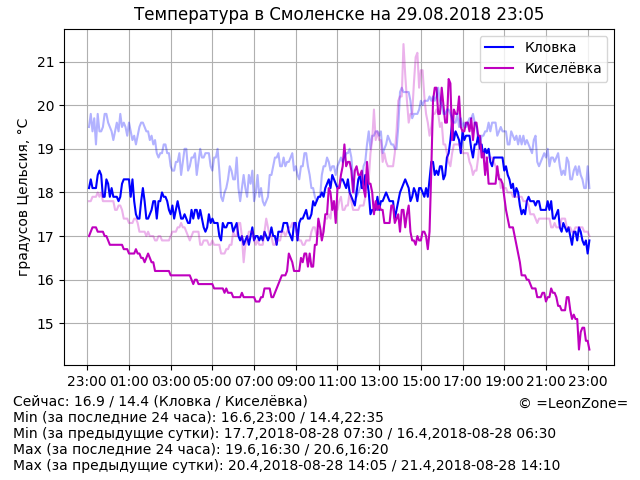 Температура в Смоленске на 29.08.2018 23:05
градусов Цельсия, °C
21
20
19
18
17
16
15
Кловка
Киселёвка
23:00 01:00 03:00 05:00 07:00 09:00 11:00 13:00 15:00 17:00 19:00 21:00 23:00
Сейчас: 16.9 / 14.4 (Кловка / Киселёвка)
© =LeonZone=
Min (за последние 24 часа): 16.6,23:00 / 14.4,22:35
Min (за предыдущие сутки): 17.7,2018-08-28 07:30 / 16.4,2018-08-28 06:30
Max (за последние 24 часа): 19.6,16:30 / 20.6,16:20
Max (за предыдущие сутки): 20.4,2018-08-28 14:05 / 21.4,2018-08-28 14:10